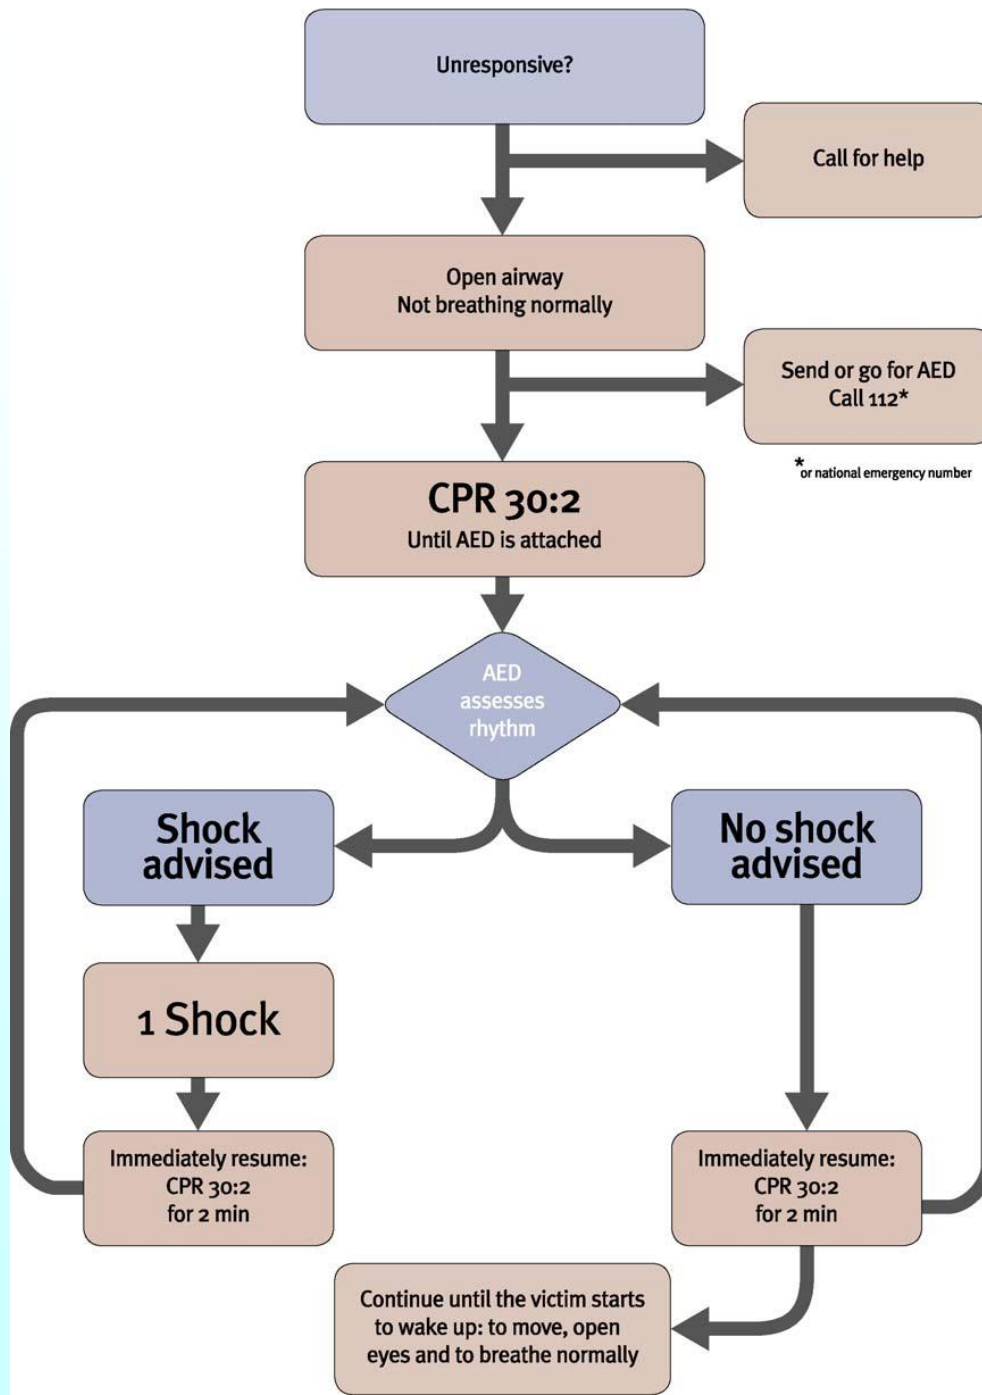 Unresponsive?
Call for help
Open airway
Not breathing normally
Send or go for AED
Call 112*
*or national emergency number
CPR 30:2
Until AED is attached
AED
assesses
rhythm
Shock
advised
No shock
advised
1 Shock
Immediately resume:
CPR 30:2
for 2 min
Immediately resume:
CPR 30:2
for 2 min
Continue until the victim starts
to wake up: to move, open
eyes and to breathe normally